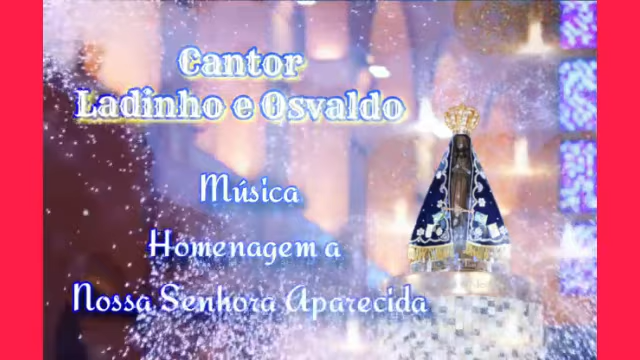 Cantor
Ladinho e Osvaldo
Música
Homenagem a
Nossa Senhora Aparecida